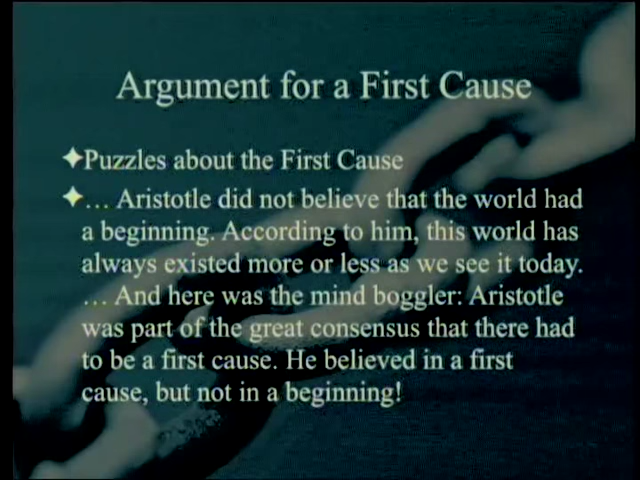 Argument for a First Cause
✦Puzzles about the First Cause
✦… Aristotle did not believe that the world had
a beginning. According to him, this world has
always existed more or less as we see it today.
… And here was the mind boggler: Aristotle
was part of the great consensus that there had
to be a first cause. He believed in a first
cause, but not in a beginning!